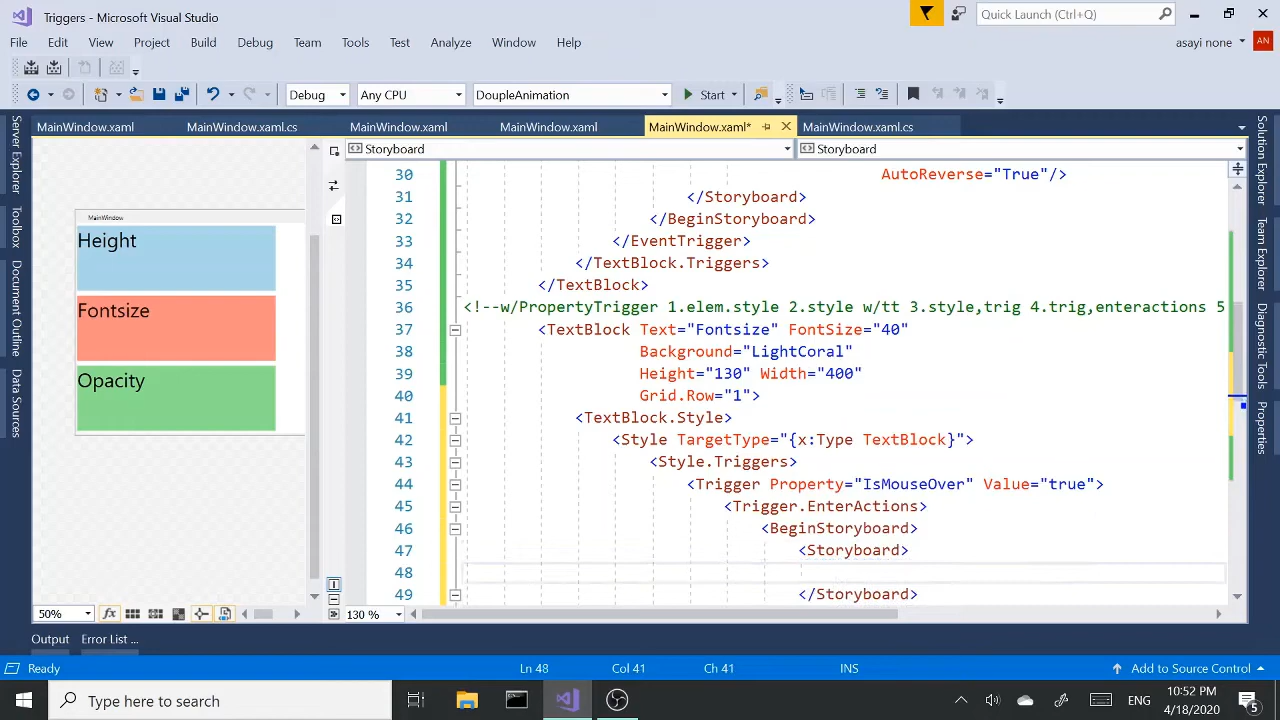 Triggers - Microsoft Visual Studio
Quick Launch (Ctrl+Q)
File Edit View Project Build Debug Team Tools Test Analyze Window Help
asayi none
AN
Debug Any CPU DoupleAnimation Start
MainWindow.xaml MainWindow.xaml.cs MainWindow.xaml MainWindow.xaml MainWindow.xaml* MainWindow.xaml.cs
Storyboard Storyboard
Server Explorer
Toolbox
Document Outline
Data Sources
MainWindow
Height
Fontsize
Opacity
30 AutoReverse="True"/>
31 </Storyboard>
32 </BeginStoryboard>
33 </EventTrigger>
34 </TextBlock.Triggers>
35 </TextBlock>
36 <!--w/PropertyTrigger 1.elem.style 2.style w/tt 3.style,trig 4.trig,enteractions 5
37 <TextBlock Text="Fontsize" FontSize="40"
38 Background="LightCoral"
39 Height="130" Width="400"
40 Grid.Row="1">
41 <TextBlock.Style>
42 <Style TargetType="{x:Type TextBlock}">
43 <Style.Triggers>
44 <Trigger Property="IsMouseOver" Value="true">
45 <Trigger.EnterActions>
46 <BeginStoryboard>
47 <Storyboard>
48
49 </Storyboard>
Solution Explorer
Team Explorer
Diagnostic Tools
Properties
50% fx 130 %
Output Error List ...
Ready Ln 48 Col 41 Ch 41 INS Add to Source Control
Type here to search
ENG
10:52 PM
4/18/2020
5